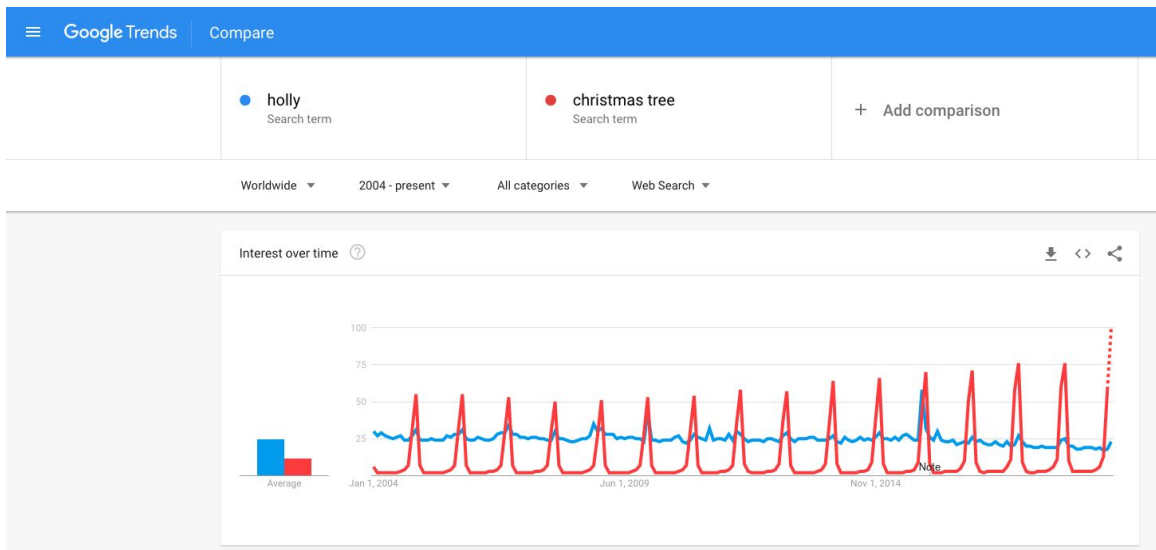 Google Trends Compare
holly
Search term
christmas tree
Search term
+ Add comparison
Worldwide 2004 - present All categories Web Search
Interest over time ?
100
75
50
25
Note
Average
Jan 1, 2004 Jun 1, 2009 Nov 1, 2014